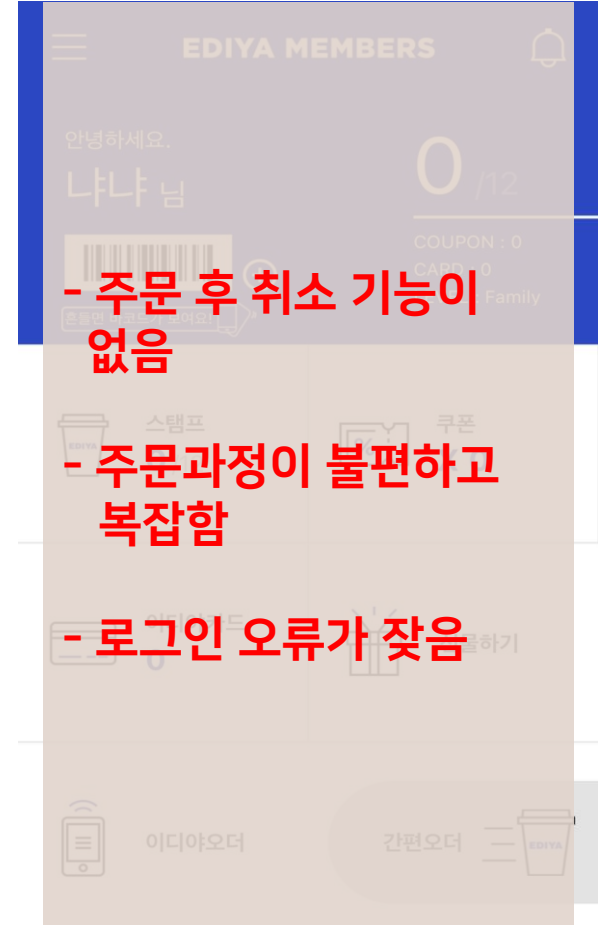 EDIYA MEMBERS
안녕하세요.
냐냐 님
0 /12
COUPON : 0
CARD : 0
Family
- 주문 후 취소 기능이
없음
스탬프
쿠폰
EDIYA
- 주문과정이 불편하고
복잡함
- 로그인 오류가 잦음
0
이디야오더
간편오더
EDIYA